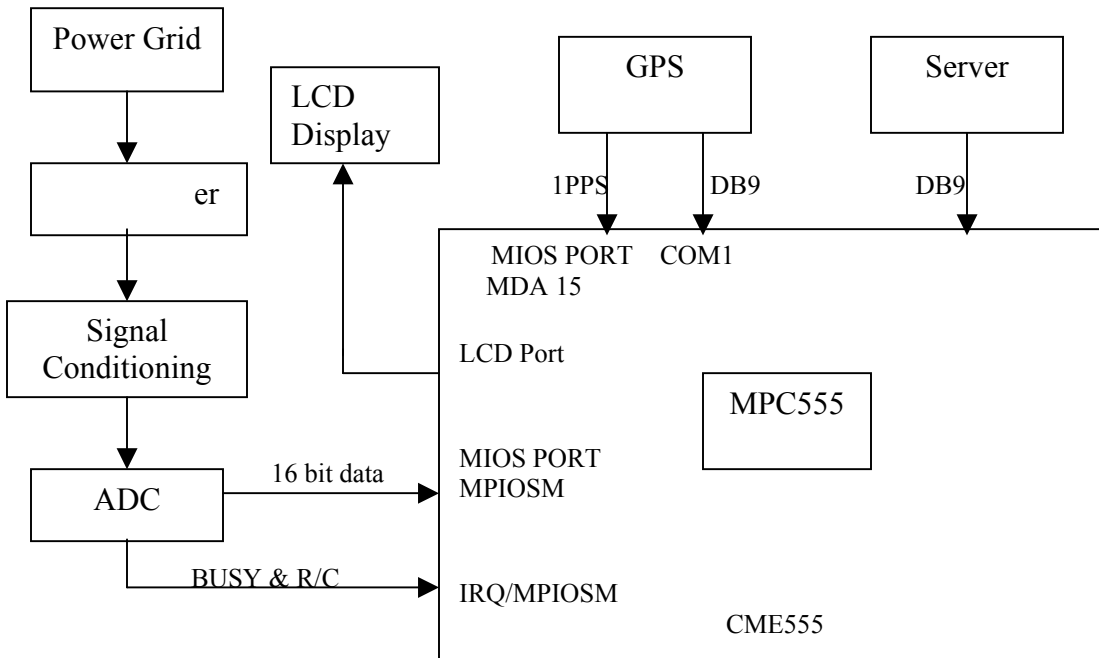 Power Grid
LCD
Display
GPS
Server
er
1PPS
DB9
DB9
MIOS PORT
COM1
MDA 15
Signal
Conditioning
LCD Port
MPC555
ADC
16 bit data
MIOS PORT
MPIOSM
BUSY & R/C
IRQ/MPIOSM
CME555